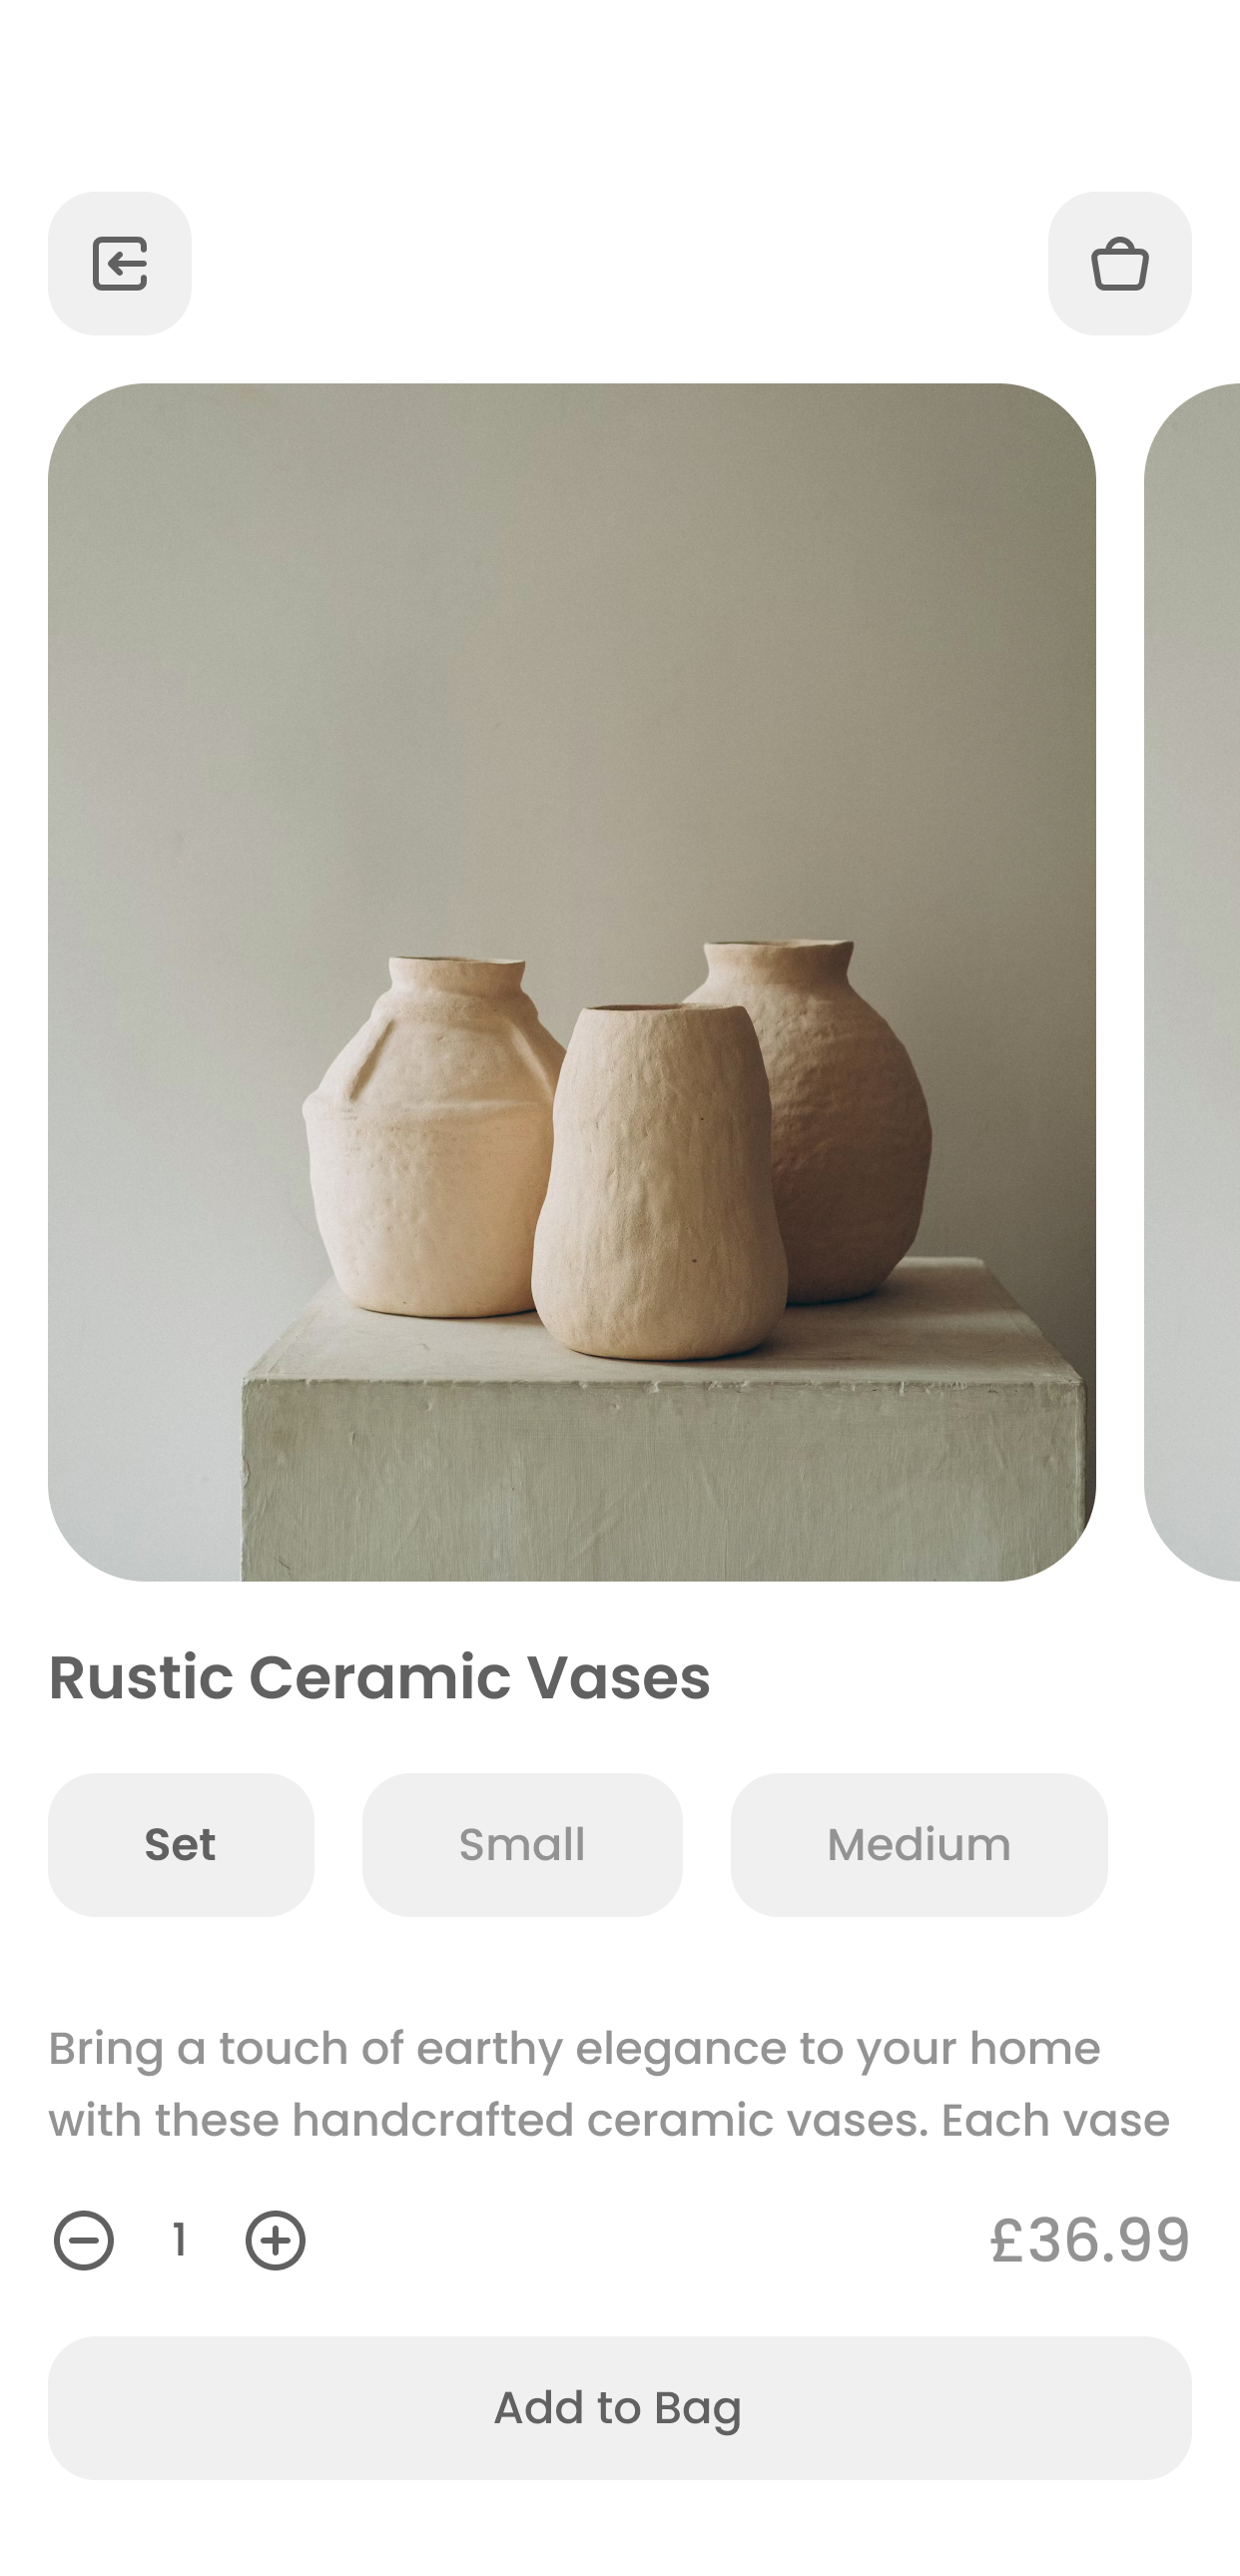 Rustic Ceramic Vases
Set Small Medium
Bring a touch of earthy elegance to your home
with these handcrafted ceramic vases. Each vase
1 £36.99
Add to Bag